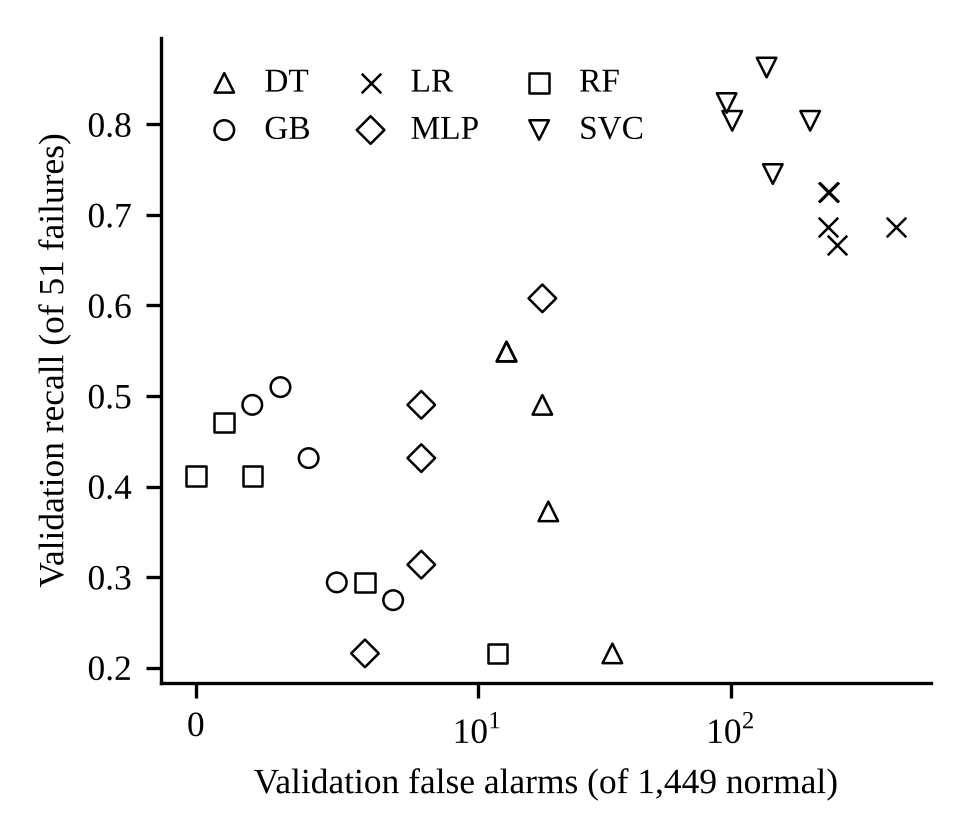 DT LR RF
GB MLP SVC
0.8
0.7
0.6
0.5
0.4
0.3
0.2
Validation recall (of 51 failures)
0 10¹ 10²
Validation false alarms (of 1,449 normal)